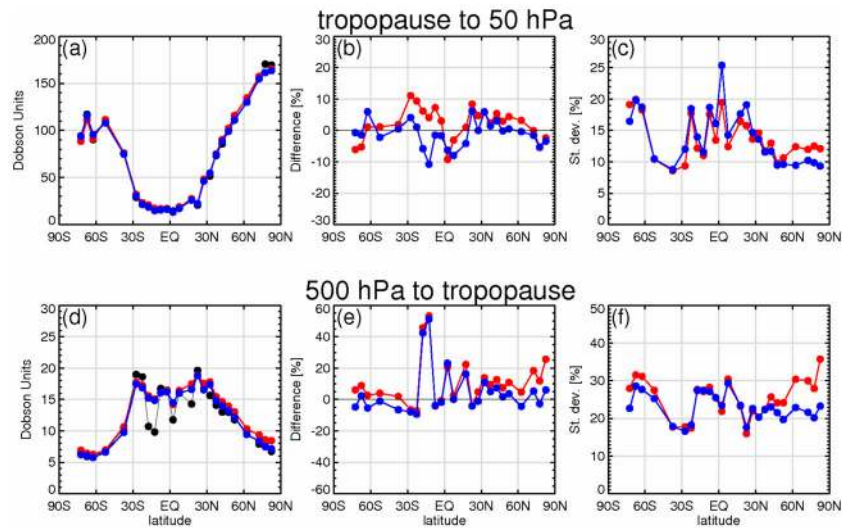 tropopause to 50 hPa
(a)
Dobson Units
200
150
100
50
0
90S 60S 30S EQ 30N 60N 90N
(b)
Difference [%]
30
20
10
0
-10
-20
-30
90S 60S 30S EQ 30N 60N 90N
(c)
St. dev. [%]
30
25
20
15
10
5
0
90S 60S 30S EQ 30N 60N 90N
500 hPa to tropopause
(d)
Dobson Units
30
25
20
15
10
5
0
90S 60S 30S EQ 30N 60N 90N
latitude
(e)
Difference [%]
60
40
20
0
-20
-40
-60
90S 60S 30S EQ 30N 60N 90N
latitude
(f)
St. dev. [%]
50
40
30
20
10
0
90S 60S 30S EQ 30N 60N 90N
latitude